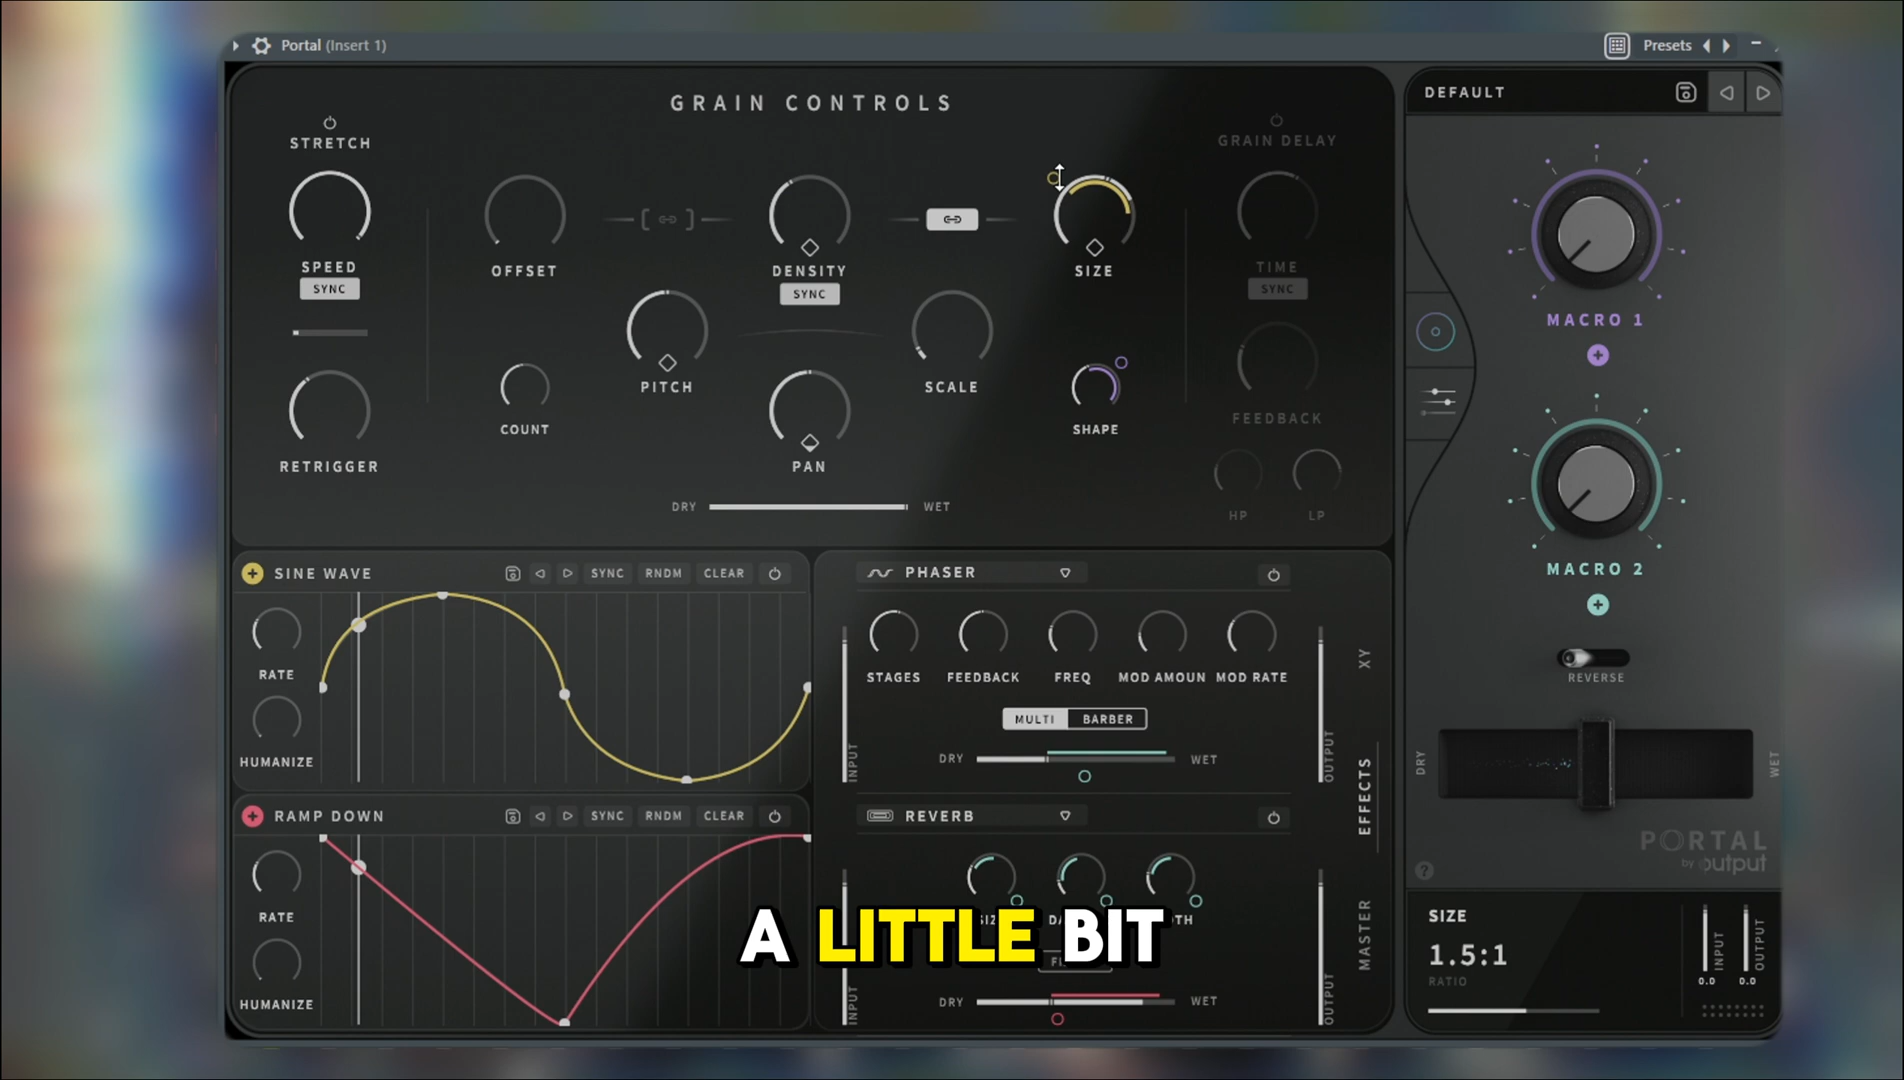 Portal (Insert 1)
Presets
GRAIN CONTROLS
STRETCH
SPEED
SYNC
RETRIGGER
OFFSET
COUNT
PITCH
DENSITY
SYNC
PAN
SCALE
SIZE
SHAPE
DRY
WET
GRAIN DELAY
TIME
SYNC
FEEDBACK
HP
LP
DEFAULT
MACRO 1
MACRO 2
REVERSE
DRY
WET
PORTAL
by output
SIZE
1.5:1
RATIO
INPUT
0.0
OUTPUT
0.0
SINE WAVE
SYNC
RNDM
CLEAR
RATE
HUMANIZE
RAMP DOWN
SYNC
RNDM
CLEAR
RATE
HUMANIZE
PHASER
STAGES
FEEDBACK
FREQ
MOD AMOUN
MOD RATE
MULTI
BARBER
DRY
WET
INPUT
OUTPUT
REVERB
DRY
WET
INPUT
OUTPUT
XY
EFFECTS
MASTER
A LITTLE BIT